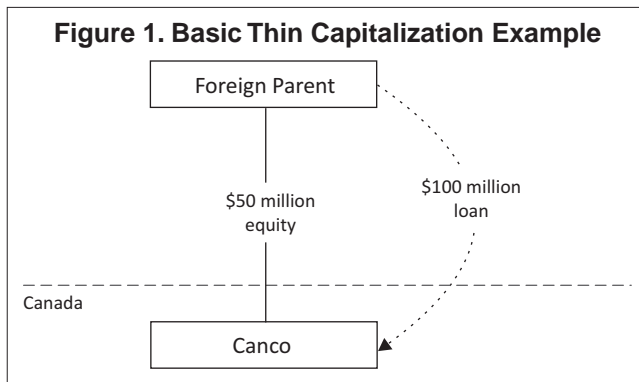 Figure 1. Basic Thin Capitalization Example
Foreign Parent
$50 million
equity
$100 million
loan
Canada
Canco